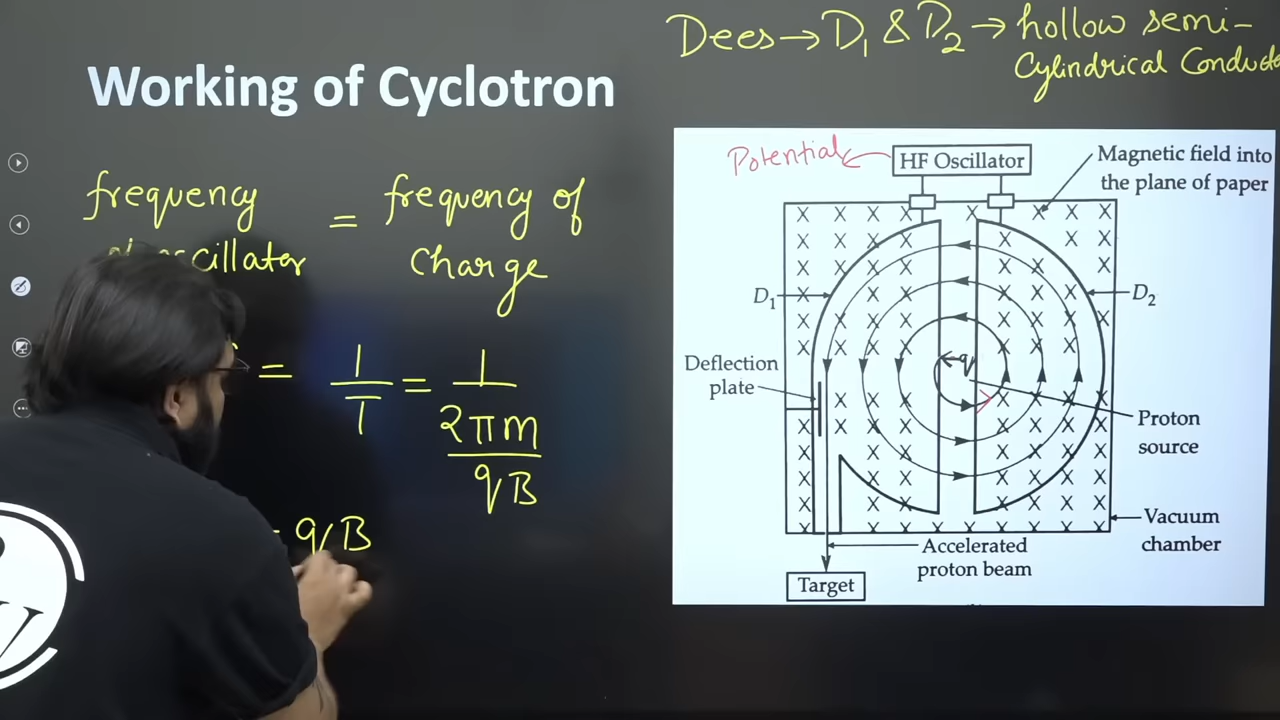 Dees → D₁ & D₂ → hollow semi-
Cylindrical
Working of Cyclotron
frequency = frequency of
charge
= 1/T = 1/(2πm/qB)
qB
Potential
HF Oscillator
Magnetic field into
the plane of paper
D₁
D₂
Deflection
plate
q
Proton
source
Vacuum
chamber
Accelerated
proton beam
Target